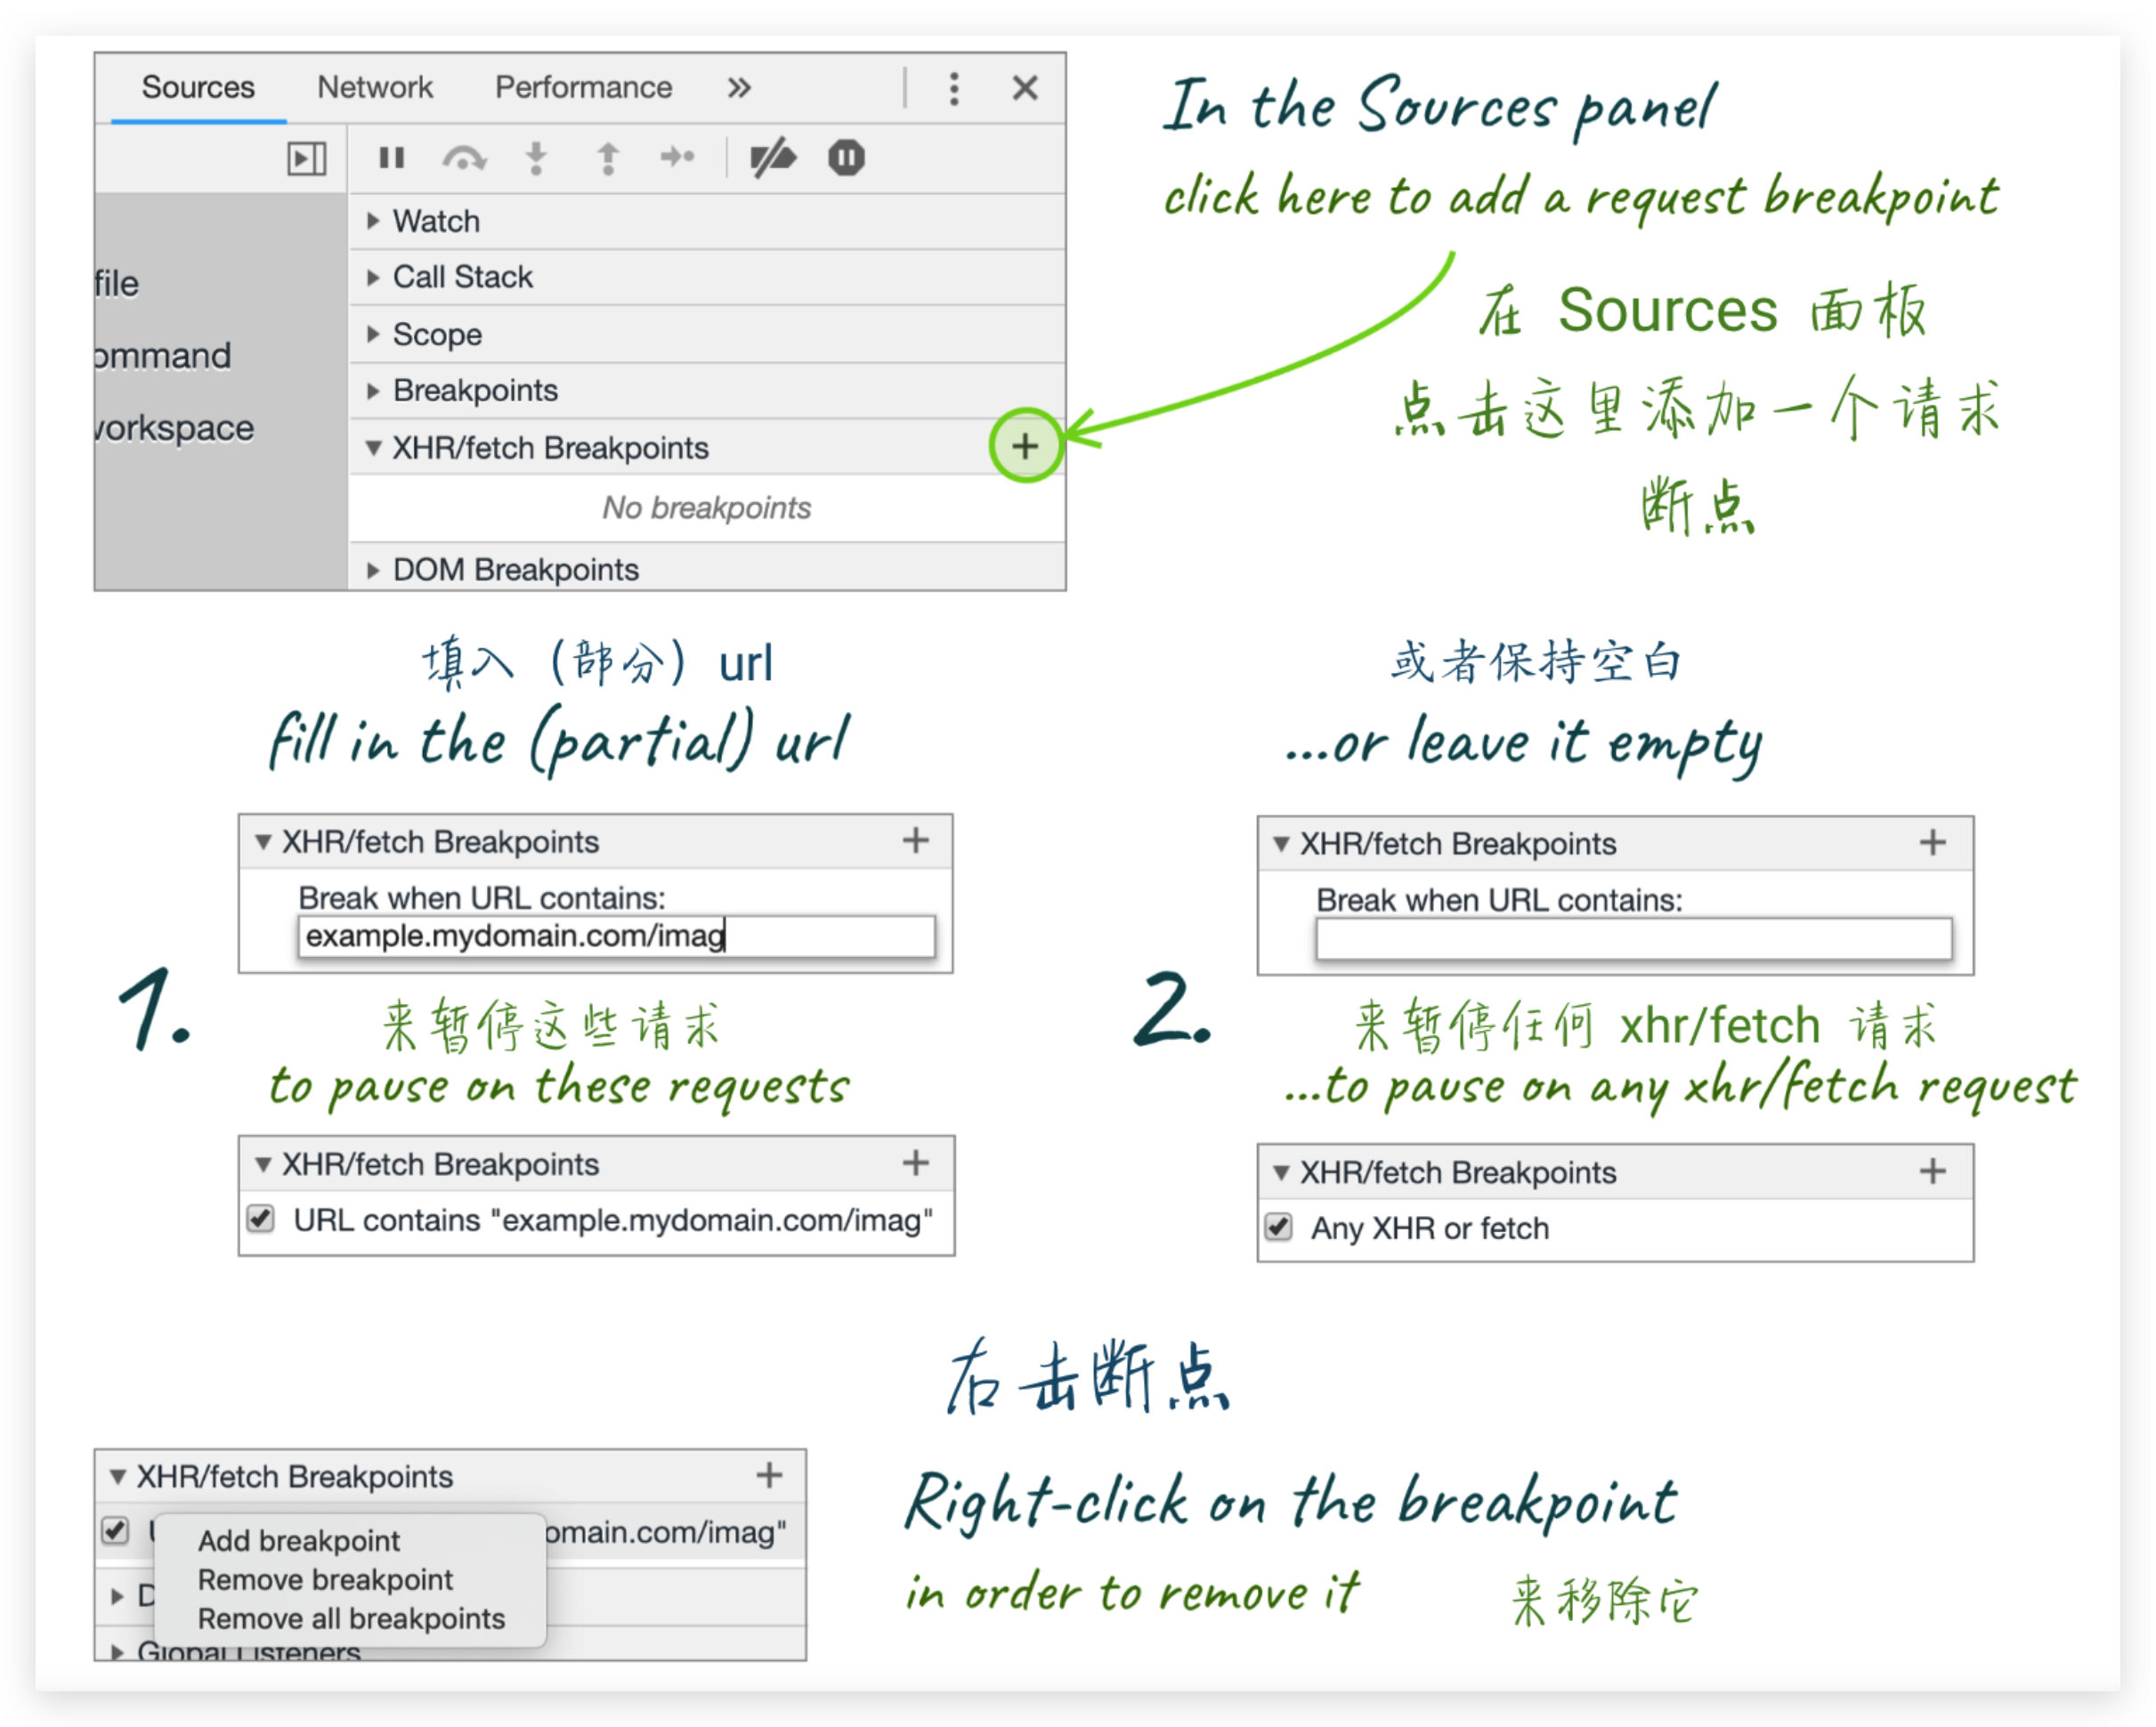 Sources Network Performance »
In the Sources panel
click here to add a request breakpoint
在 Sources 面板
点击这里添加一个请求
断点
file
ommand
workspace
Watch
Call Stack
Scope
Breakpoints
XHR/fetch Breakpoints +
No breakpoints
DOM Breakpoints
填入（部分）url
fill in the (partial) url
XHR/fetch Breakpoints +
Break when URL contains:
example.mydomain.com/imag
1.
来暂停这些请求
to pause on these requests
XHR/fetch Breakpoints +
URL contains "example.mydomain.com/imag"
或者保持空白
...or leave it empty
XHR/fetch Breakpoints +
Break when URL contains:
2.
来暂停任何 xhr/fetch 请求
...to pause on any xhr/fetch request
XHR/fetch Breakpoints +
Any XHR or fetch
右击断点
Right-click on the breakpoint
in order to remove it 来移除它
XHR/fetch Breakpoints +
omain.com/imag"
Add breakpoint
Remove breakpoint
Remove all breakpoints
D
Global Listeners